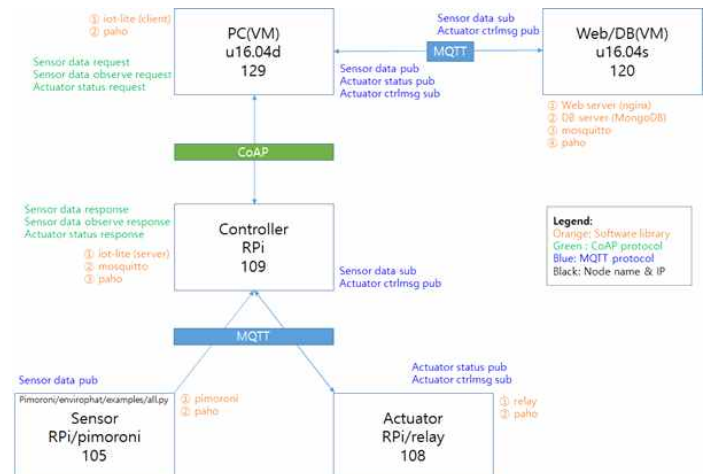 ① iot-lite (client)
② paho
PC(VM)
u16.04d
129
Sensor data sub
Actuator ctrlmsg pub
MQTT
Web/DB(VM)
u16.04s
120
Sensor data request
Sensor data observe request
Actuator status request
Sensor data pub
Actuator status pub
Actuator ctrlmsg sub
① Web server (nginx)
② DB server (MongoDB)
③ mosquitto
④ paho
CoAP
Sensor data response
Sensor data observe response
Actuator status response
① iot-lite (server)
② mosquitto
③ paho
Controller
RPi
109
Sensor data sub
Actuator ctrlmsg pub
Legend:
Orange: Software library
Green : CoAP protocol
Blue: MQTT protocol
Black: Node name & IP
MQTT
Sensor data pub
Pimoroni/envirophat/examples/all.py
Sensor
RPi/pimoroni
105
① pimoroni
② paho
Actuator status pub
Actuator ctrlmsg sub
Actuator
RPi/relay
108
① relay
② paho